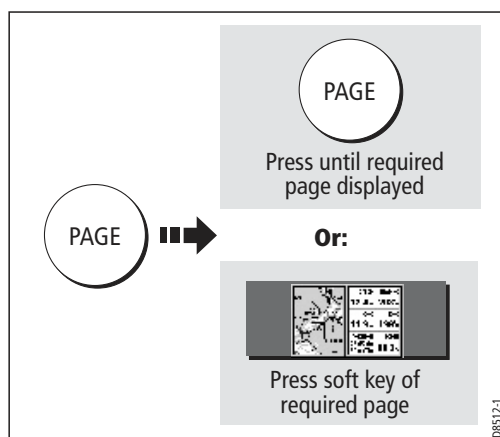 PAGE
Press until required
page displayed
PAGE
Or:
Press soft key of
required page
D8512-1